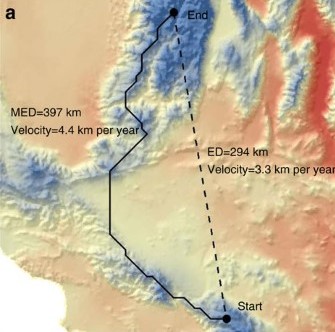 a
End
MED=397 km
Velocity=4.4 km per year
ED=294 km
Velocity=3.3 km per year
Start